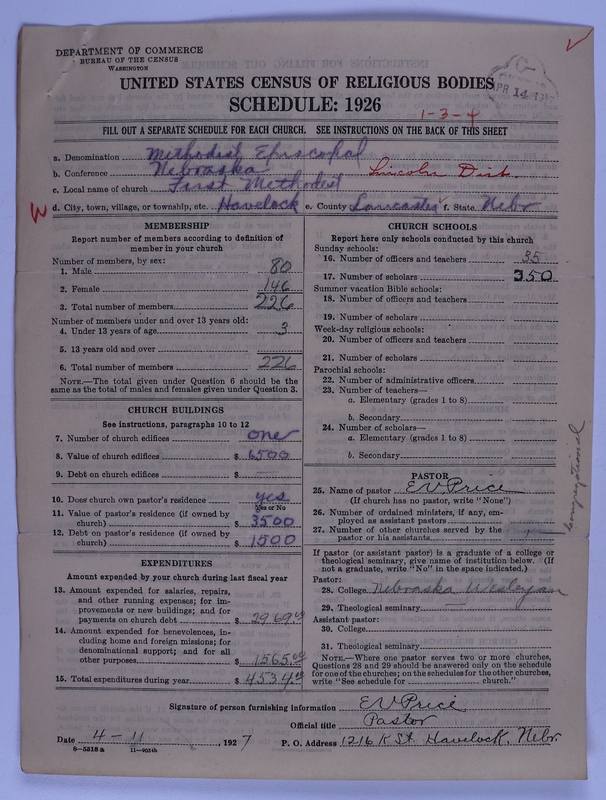 DEPARTMENT OF COMMERCE
BUREAU OF THE CENSUS
WASHINGTON
UNITED STATES CENSUS OF RELIGIOUS BODIES
SCHEDULE: 1926
APR 14
1-3-4
FILL OUT A SEPARATE SCHEDULE FOR EACH CHURCH. SEE INSTRUCTIONS ON THE BACK OF THIS SHEET
a. Denomination Methodist Episcopal
b. Conference Nebraska Lincoln Dist.
c. Local name of church First Methodist
d. City, town, village, or township, etc. Havelock e. County Lancaster f. State Nebr
MEMBERSHIP
Report number of members according to definition of
member in your church
Number of members, by sex:
1. Male 80
2. Female 146
3. Total number of members 226
Number of members under and over 13 years old:
4. Under 13 years of age 3
5. 13 years old and over
6. Total number of members 226
NOTE.—The total given under Question 6 should be
the same as the total of males and females given under Question 3.
CHURCH BUILDINGS
See instructions, paragraphs 10 to 12
7. Number of church edifices one
8. Value of church edifices $ 6500
9. Debt on church edifices $
10. Does church own pastor's residence? yes
Yes or No
11. Value of pastor's residence (if owned by
church) $ 3500
12. Debt on pastor's residence (if owned by
church) $ 1500
EXPENDITURES
Amount expended by your church during last fiscal year
13. Amount expended for salaries, repairs,
and other running expenses; for im-
provements or new buildings; and for
payments on church debt $ 2969.00
14. Amount expended for benevolences, in-
cluding home and foreign missions; for
denominational support; and for all
other purposes $ 1565.00
15. Total expenditures during year $ 4534.00
CHURCH SCHOOLS
Report here only schools conducted by this church
Sunday schools:
16. Number of officers and teachers 35
17. Number of scholars 350
Summer vacation Bible schools:
18. Number of officers and teachers
19. Number of scholars
Week-day religious schools:
20. Number of officers and teachers
21. Number of scholars
Parochial schools:
22. Number of administrative officers
23. Number of teachers—
a. Elementary (grades 1 to 8)
b. Secondary
24. Number of scholars—
a. Elementary (grades 1 to 8)
b. Secondary
PASTOR
25. Name of pastor E V Price
(If church has no pastor, write "None")
26. Number of ordained ministers, if any, em-
ployed as assistant pastors
27. Number of other churches served by the
pastor or his assistants
If pastor (or assistant pastor) is a graduate of a college or
theological seminary, give name of institution below. (If
not a graduate, write "No" in the space indicated.)
Pastor:
28. College Nebraska Wesleyan
29. Theological seminary
Assistant pastor:
30. College
31. Theological seminary
NOTE.—Where one pastor serves two or more churches,
Questions 28 and 29 should be answered only on the schedule
for one of the churches; on the schedules for the other churches,
write "See schedule for church."
Signature of person furnishing information E V Price
Official title Pastor
Date 4-11, 1927 P. O. Address 1216 K St. Havelock, Nebr.
8-5318 a 11-9034h